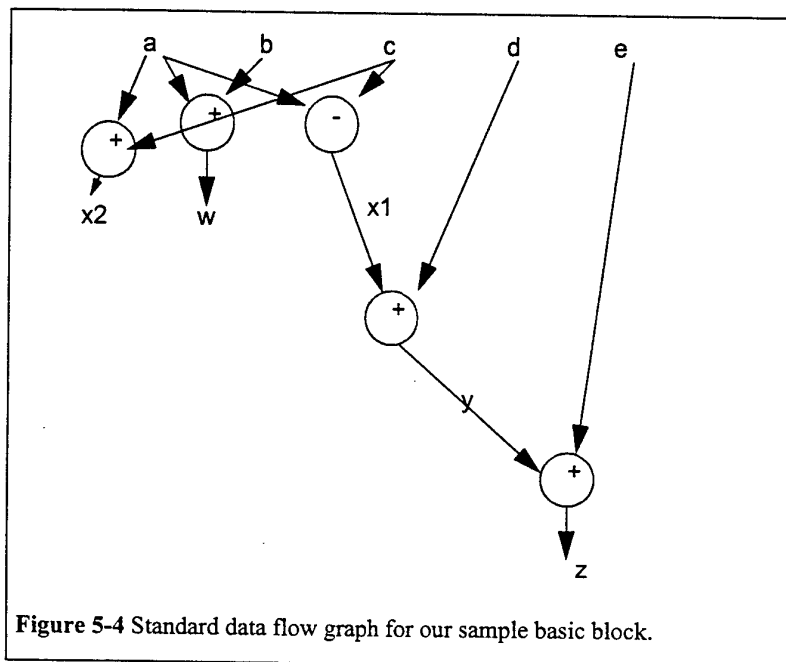 a b c d e
+ + -
x2 w x1
+
y
+
z
Figure 5-4 Standard data flow graph for our sample basic block.